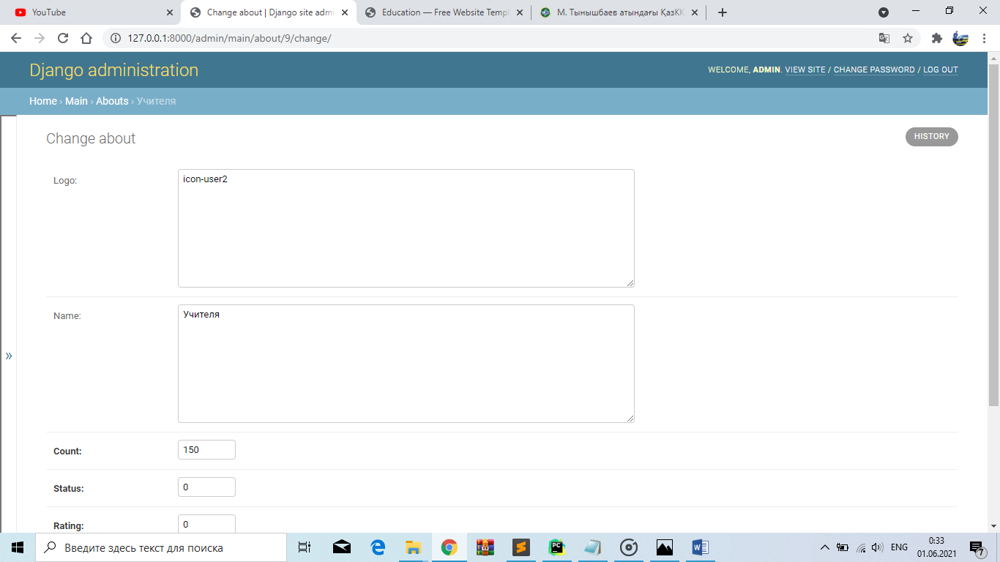 YouTube
Change about | Django site admi
Education — Free Website Templ
М. Тынышбаев атындағы ҚазКК
127.0.0.1:8000/admin/main/about/9/change/
Django administration
WELCOME, ADMIN. VIEW SITE / CHANGE PASSWORD / LOG OUT
Home › Main › Abouts › Учителя
Change about
HISTORY
Logo:
icon-user2
Name:
Учителя
»
Count:
150
Status:
0
Rating:
0
Введите здесь текст для поиска
PC
W
ENG
0:33
01.06.2021
7